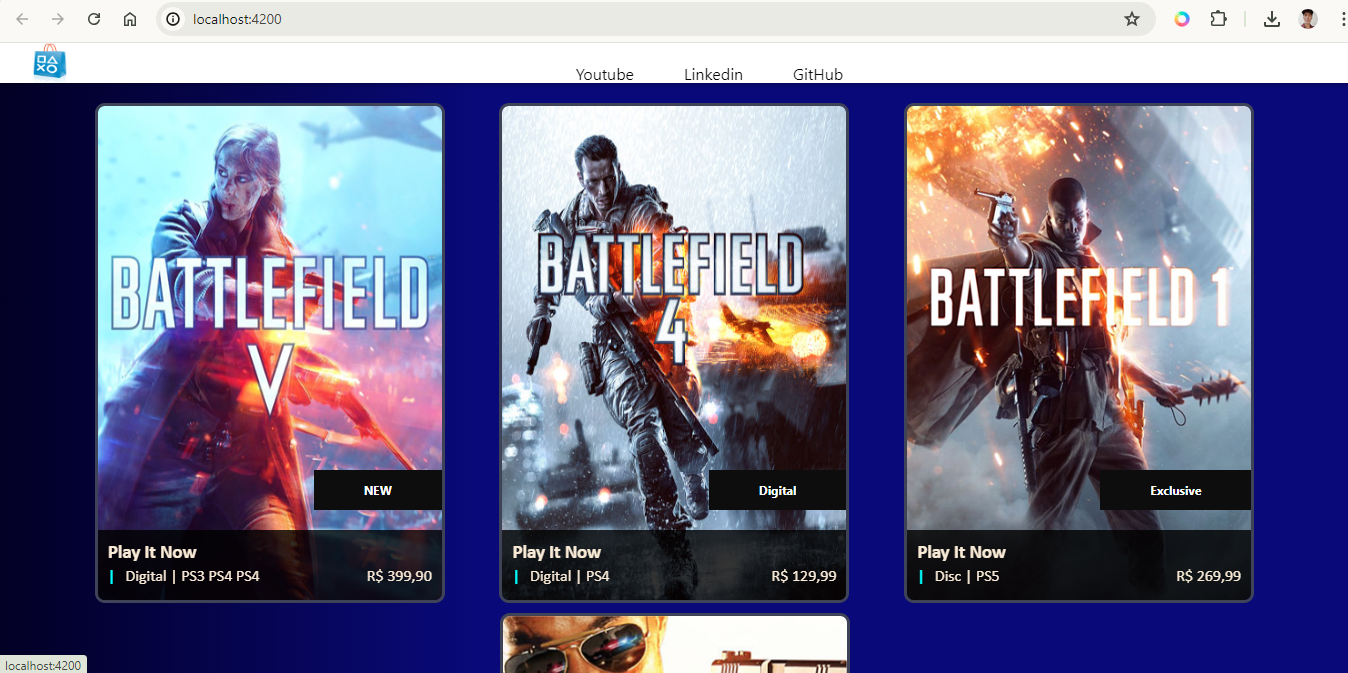 localhost:4200
Youtube Linkedin GitHub
BATTLEFIELD
V
NEW
Play It Now
Digital | PS3 PS4 PS4
R$ 399,90
BATTLEFIELD
4
Digital
Play It Now
Digital | PS4
R$ 129,99
BATTLEFIELD 1
Exclusive
Play It Now
Disc | PS5
R$ 269,99
localhost:4200